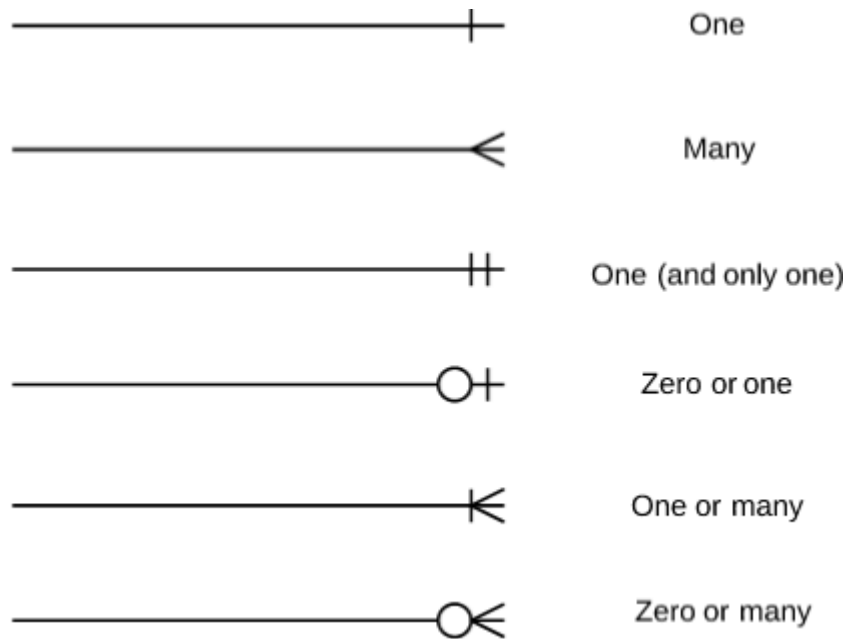 One
Many
One (and only one)
Zero or one
One or many
Zero or many